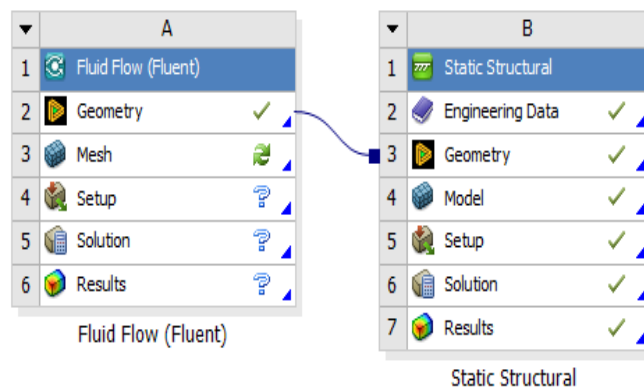 A
1 Fluid Flow (Fluent)
2 Geometry
3 Mesh
4 Setup
5 Solution
6 Results
Fluid Flow (Fluent)
B
1 Static Structural
2 Engineering Data
3 Geometry
4 Model
5 Setup
6 Solution
7 Results
Static Structural